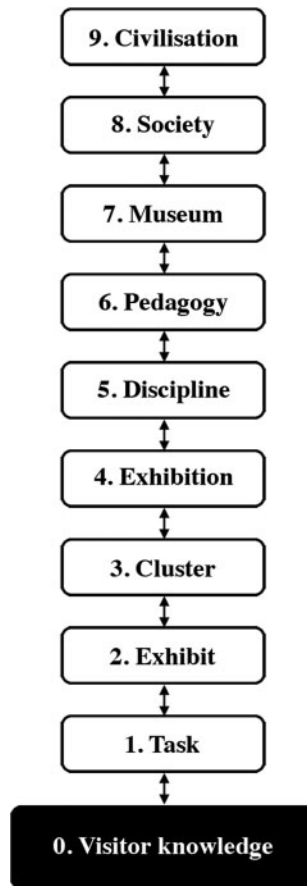 9. Civilisation
8. Society
7. Museum
6. Pedagogy
5. Discipline
4. Exhibition
3. Cluster
2. Exhibit
1. Task
0. Visitor knowledge